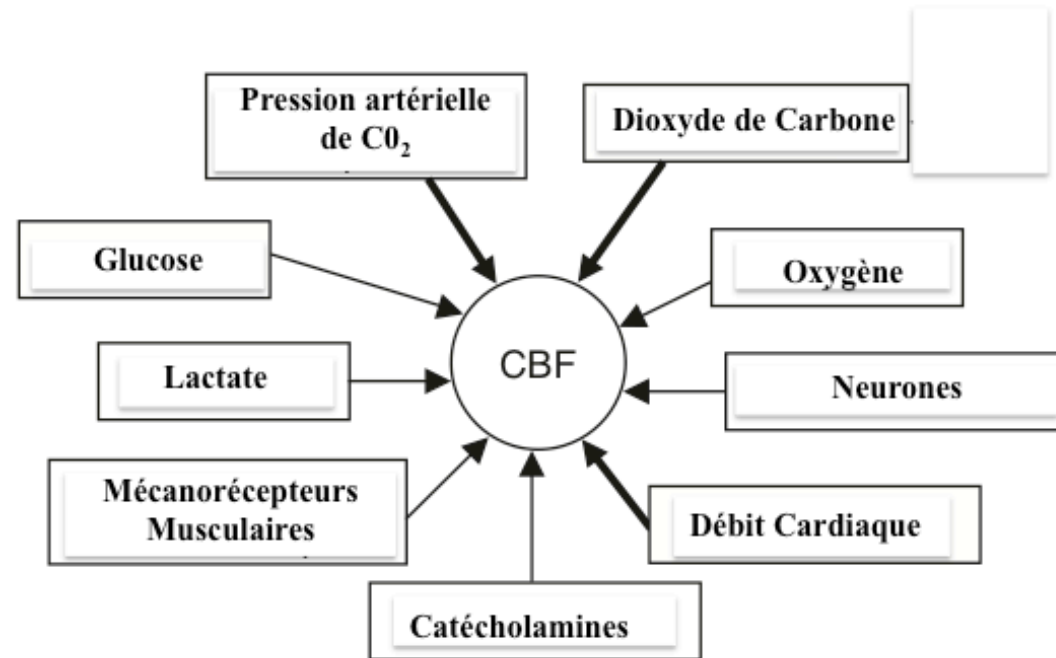 Pression artérielle
de C0₂
Dioxyde de Carbone
Glucose
Oxygène
CBF
Lactate
Neurones
Mécanorécepteurs
Musculaires
Débit Cardiaque
Catécholamines